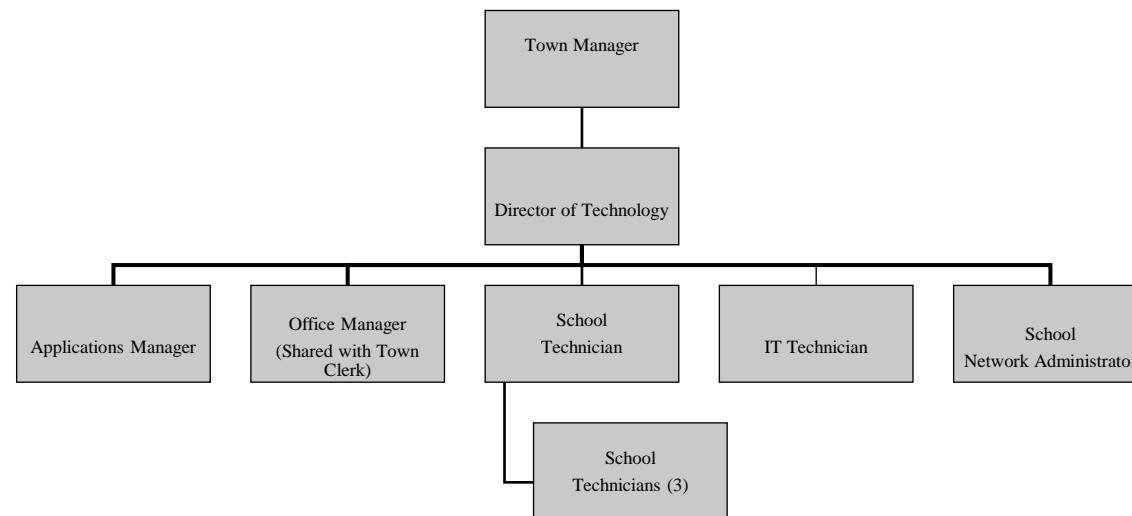 Town Manager
Director of Technology
Applications Manager
Office Manager
(Shared with Town
Clerk)
School
Technician
IT Technician
School
Network Administrator
School
Technicians (3)